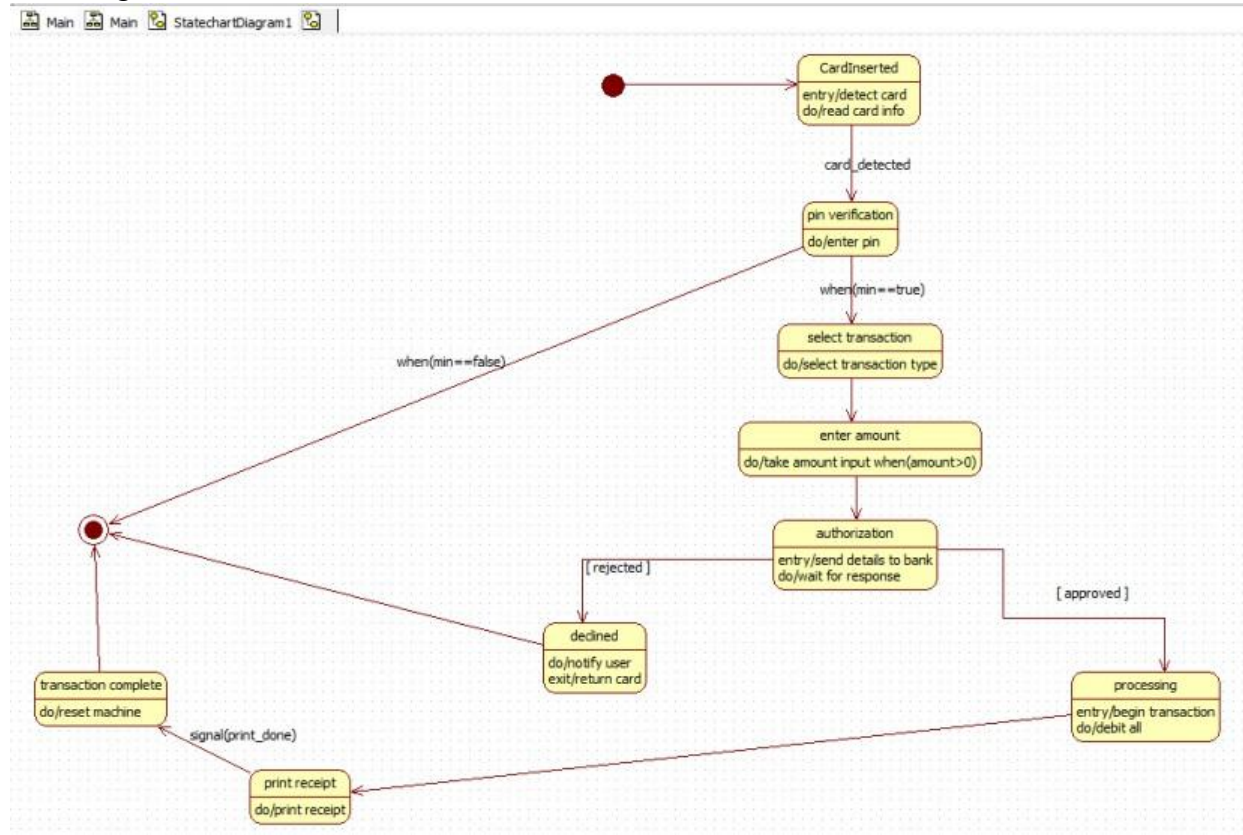 Main Main StatechartDiagram1
CardInserted
entry/detect card
do/read card info
card_detected
pin verification
do/enter pin
when(min==true)
select transaction
do/select transaction type
when(min==false)
enter amount
do/take amount input when(amount>0)
authorization
entry/send details to bank
do/wait for response
[ rejected ]
[ approved ]
declined
do/notify user
exit/return card
transaction complete
do/reset machine
processing
entry/begin transaction
do/debit all
signal(print_done)
print receipt
do/print receipt